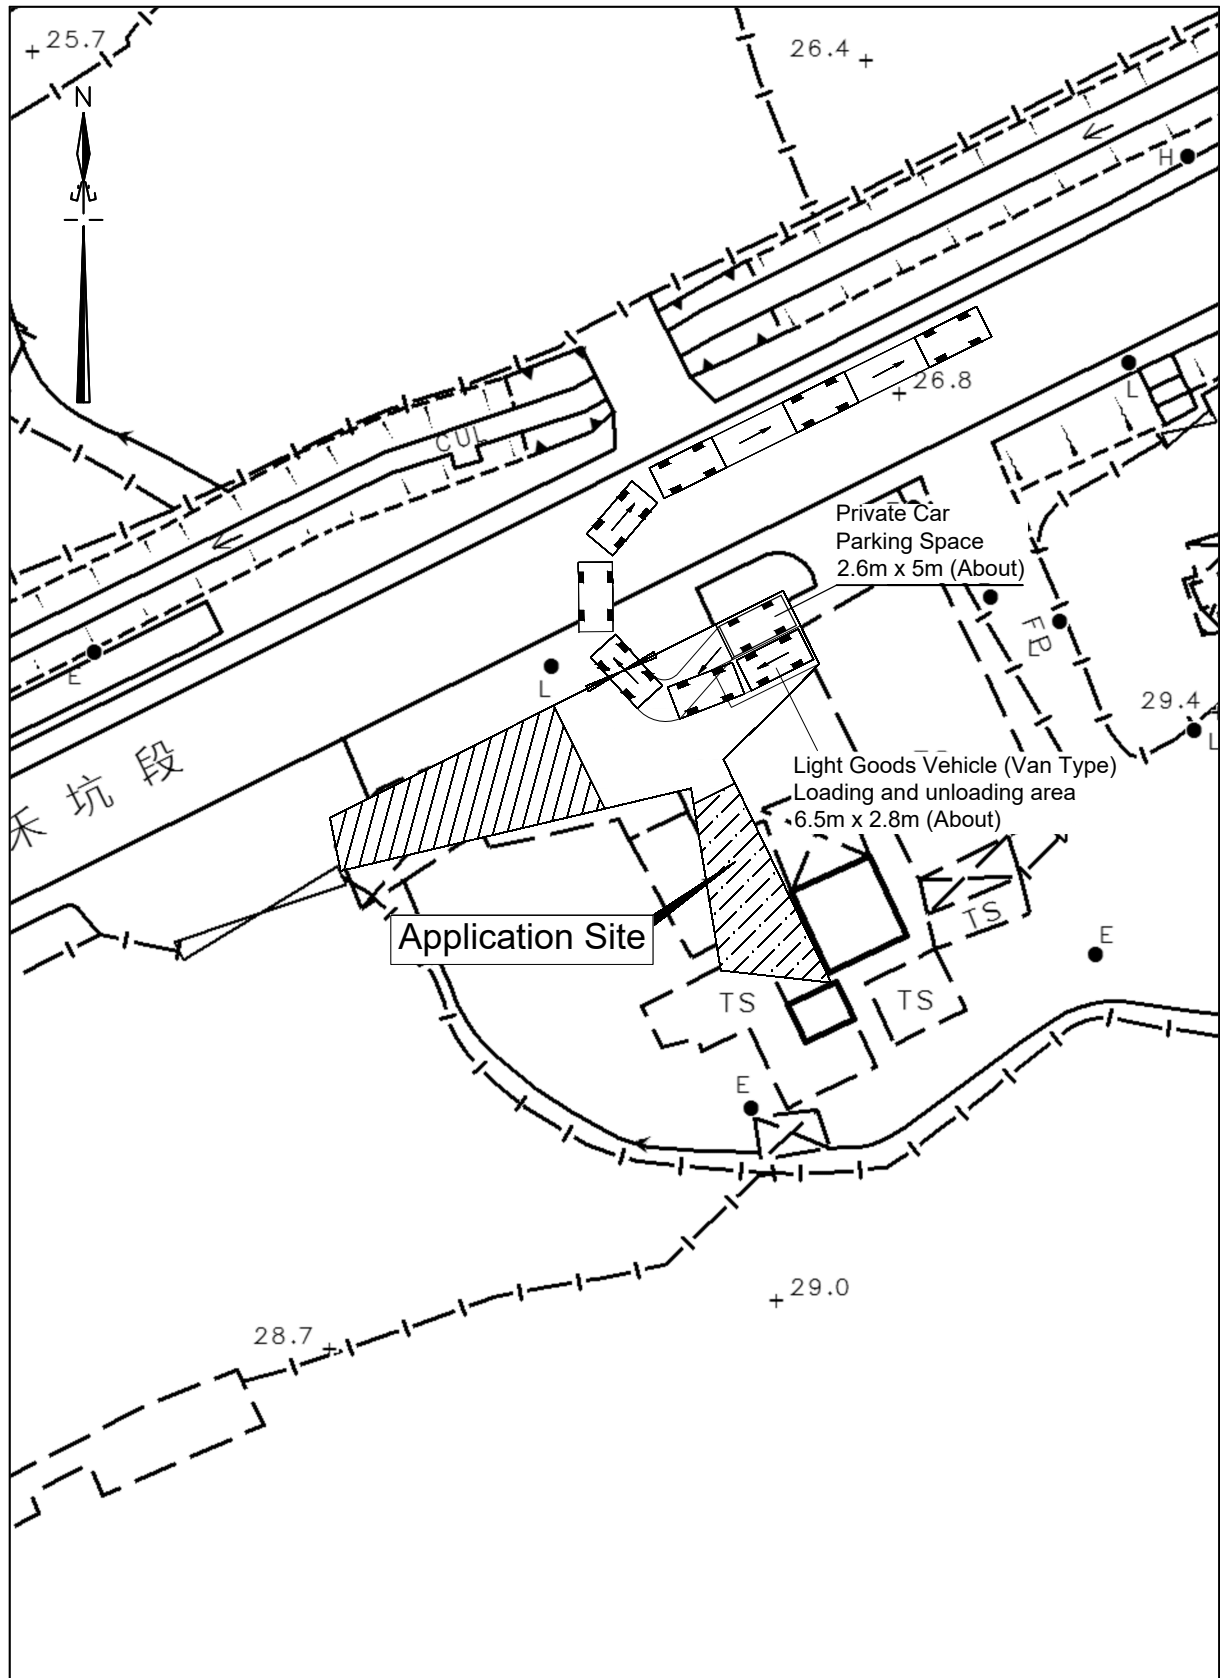 25.7
26.4
N
H
26.8
L
CUL
Private Car
Parking Space
2.6m x 5m (About)
E
L
FB
29.4
L
禾坑段
Light Goods Vehicle (Van Type)
Loading and unloading area
6.5m x 2.8m (About)
Application Site
TS
E
TS
TS
E
29.0
28.7